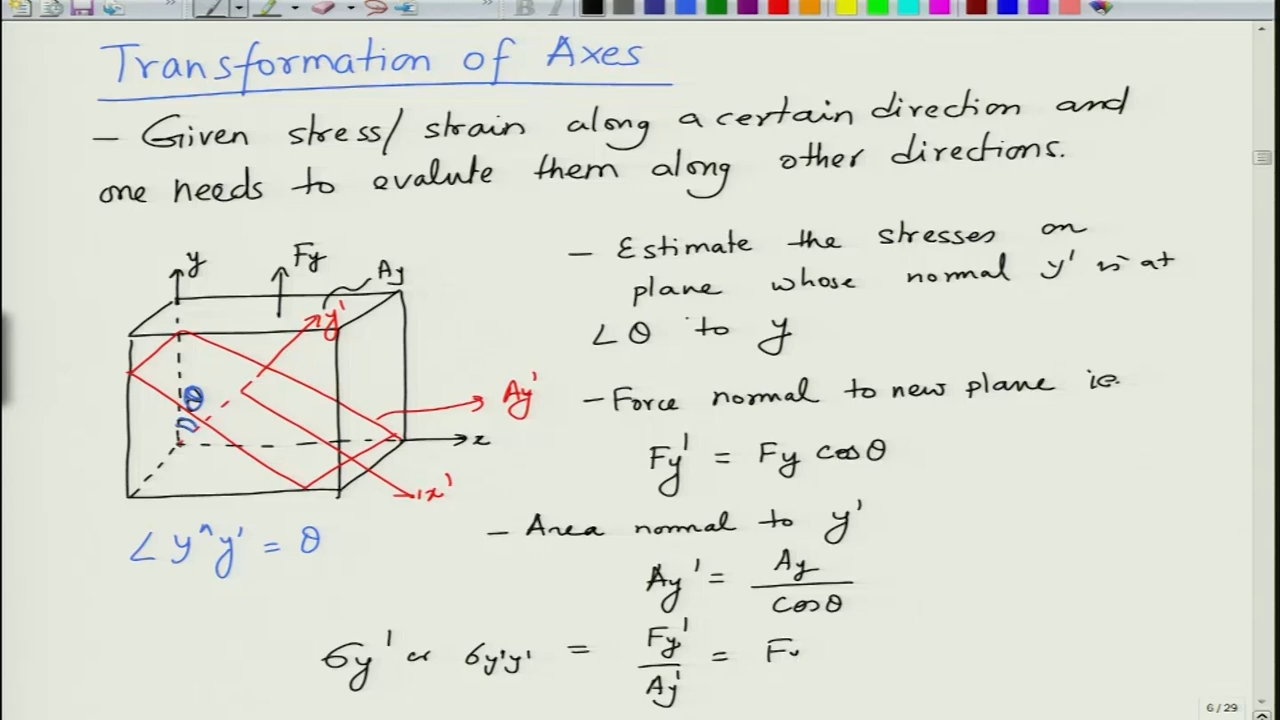 Transformation of Axes
- Given stress/ strain along a certain direction and
one needs to evalute them along other directions.
y
Fy
Ay
y'
θ
Ay'
x
x'
∠ y^y' = θ
- Estimate the stresses on
plane whose normal y' is at
∠θ to y
- Force normal to new plane ie.
Fy' = Fy cosθ
- Area normal to y'
Ay' = Ay / cosθ
σy' or σy'y' = Fy' / Ay' = Fy
6 / 29